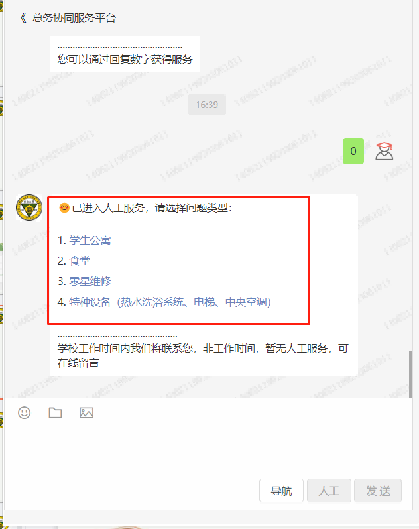 总务协同服务平台
................................................
您可以通过回复数字获得服务
16:39
0
已进入人工服务，请选择问题类型：
1. 学生公寓
2. 食堂
3. 零星维修
4. 特种设备（热水洗浴系统、电梯、中央空调）
................................................
学校工作时间内我们将联系您，非工作时间，暂无人工服务，可
在线留言
导航
人工
发送